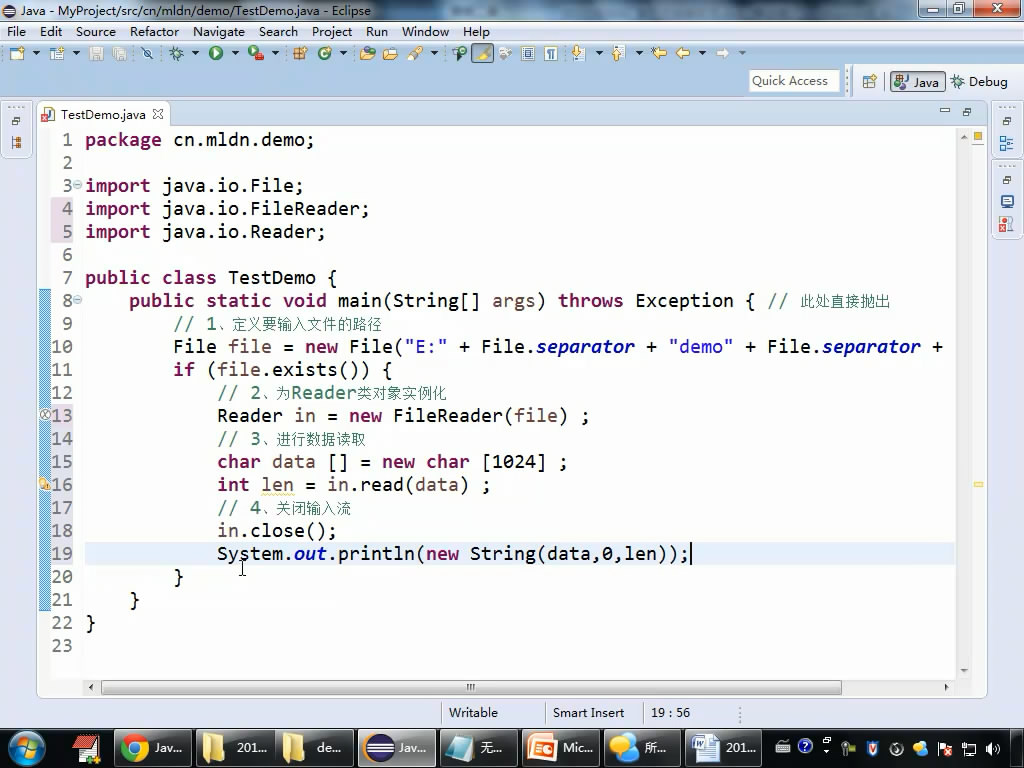 Java - MyProject/src/cn/mldn/demo/TestDemo.java - Eclipse
File Edit Source Refactor Navigate Search Project Run Window Help
Quick Access Java Debug
TestDemo.java
1 package cn.mldn.demo;
2
3 import java.io.File;
4 import java.io.FileReader;
5 import java.io.Reader;
6
7 public class TestDemo {
8 public static void main(String[] args) throws Exception { // 此处直接抛出
9 // 1、定义要输入文件的路径
10 File file = new File("E:" + File.separator + "demo" + File.separator +
11 if (file.exists()) {
12 // 2、为Reader类对象实例化
13 Reader in = new FileReader(file) ;
14 // 3、进行数据读取
15 char data [] = new char [1024] ;
16 int len = in.read(data) ;
17 // 4、关闭输入流
18 in.close();
19 System.out.println(new String(data,0,len));
20 }
21 }
22 }
23
Writable Smart Insert 19 : 56
Jav... 201... de... Jav... 无... Mic... 所... 201...